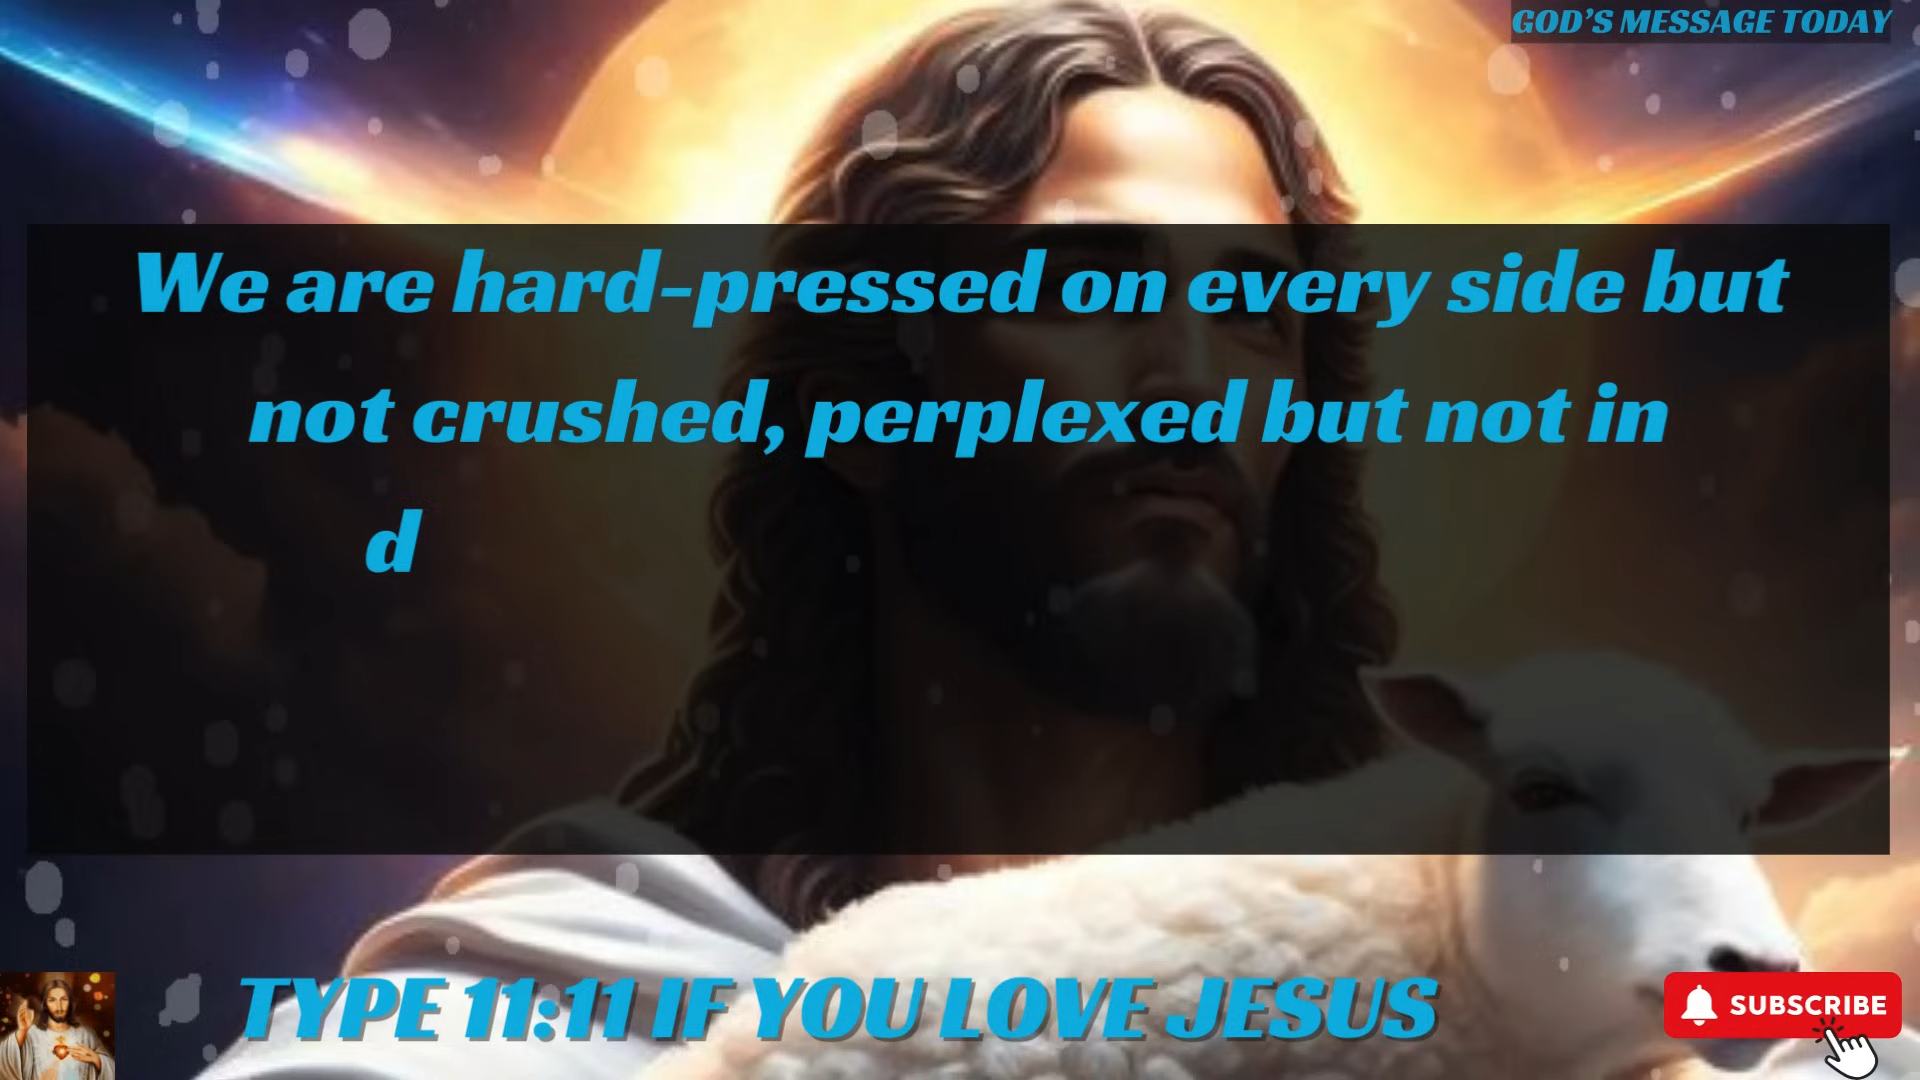 GOD’S MESSAGE TODAY
We are hard-pressed on every side but
not crushed, perplexed but not in
d
TYPE 11:11 IF YOU LOVE JESUS
SUBSCRIBE